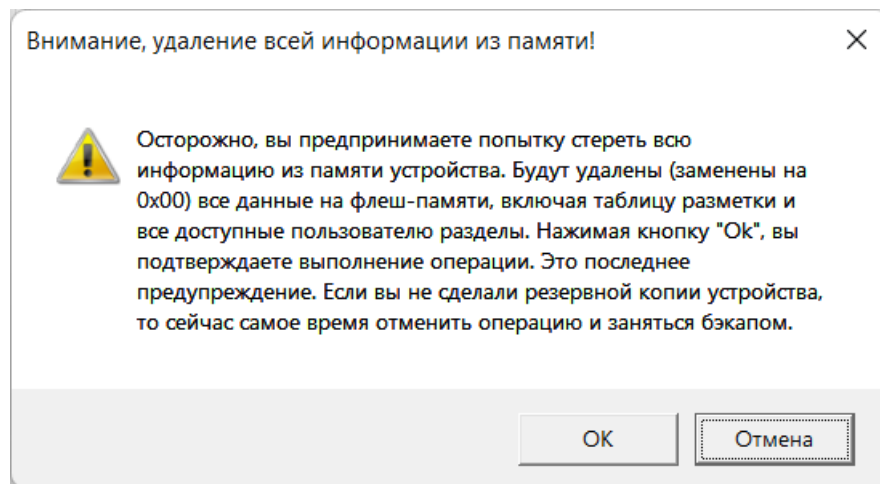 Внимание, удаление всей информации из памяти!
Осторожно, вы предпринимаете попытку стереть всю
информацию из памяти устройства. Будут удалены (заменены на
0x00) все данные на флеш-памяти, включая таблицу разметки и
все доступные пользователю разделы. Нажимая кнопку "Ok", вы
подтверждаете выполнение операции. Это последнее
предупреждение. Если вы не сделали резервной копии устройства,
то сейчас самое время отменить операцию и заняться бэкапом.
ОК
Отмена